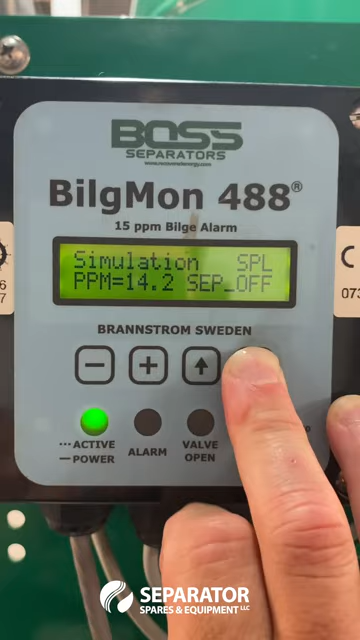 BOSS
SEPARATORS
BilgMon 488®
15 ppm Bilge Alarm
Simulation SPL
PPM=14.2 SEP_OFF
BRANNSTROM SWEDEN
- + ↑
···ACTIVE
—POWER
ALARM
VALVE
OPEN
SEPARATOR
SPARES & EQUIPMENT LLC